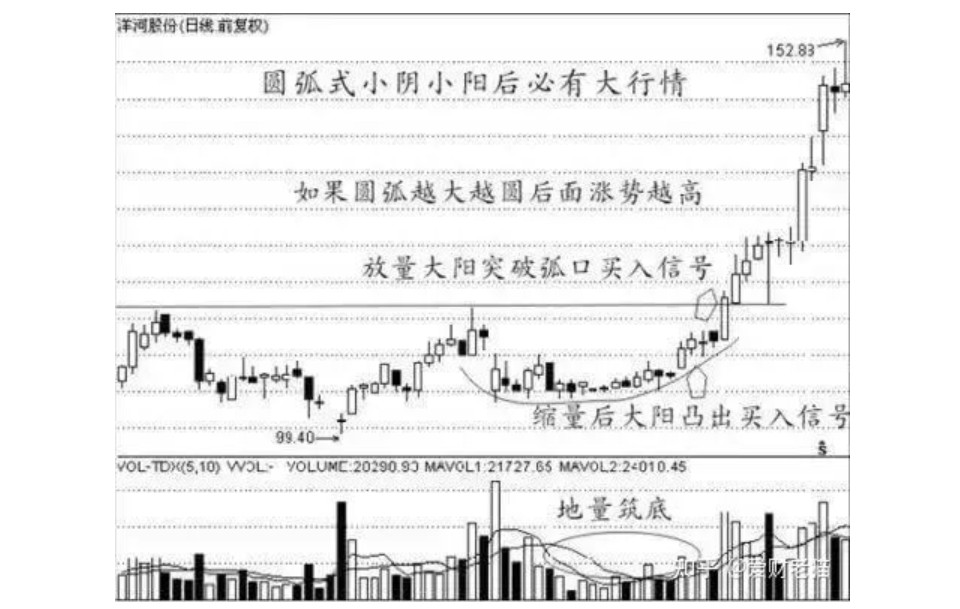 洋河股份(日线.前复权)
152.83
圆弧式小阴小阳后必有大行情
如果圆弧越大越圆后面涨势越高
放量大阳突破弧口买入信号
缩量后大阳凸出买入信号
99.40
VOL-TDX(5,10) VVOL:- VOLUME:20290.93 MAVOL1:21727.65 MAVOL2:24010.45
地量筑底
知乎